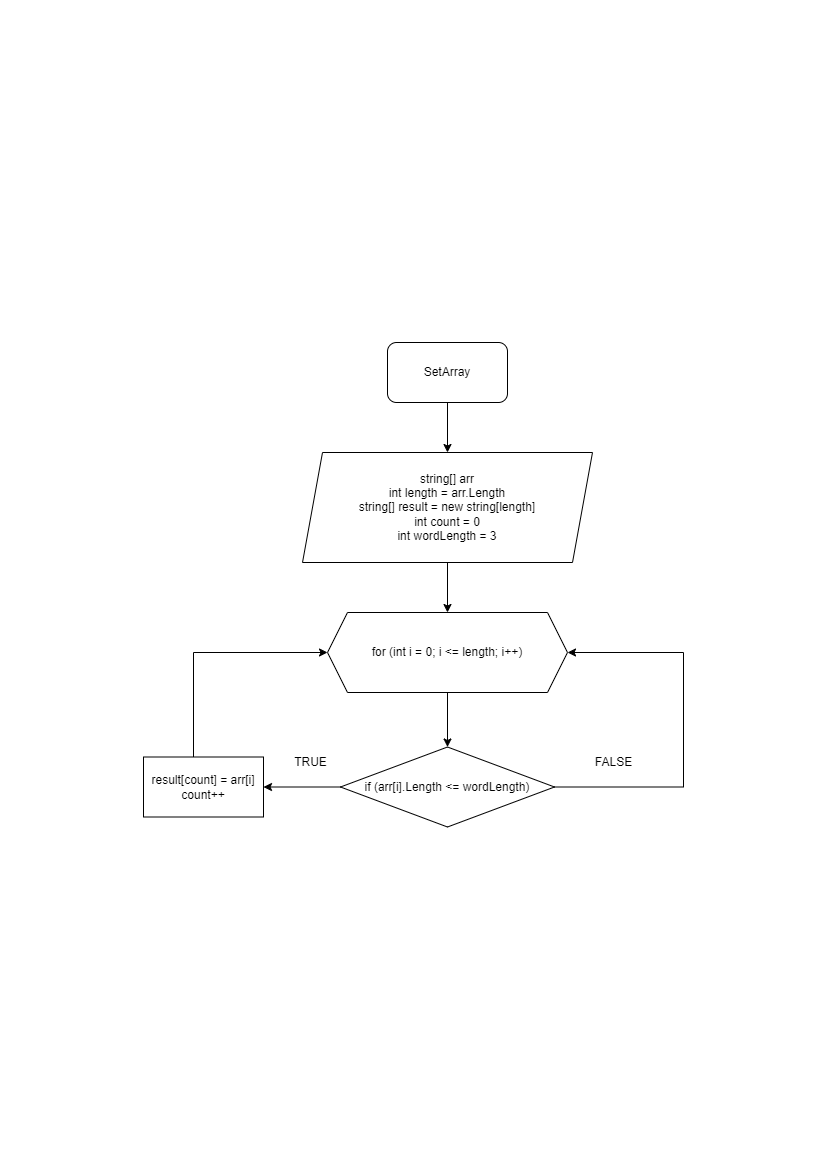 SetArray
string[] arr
int length = arr.Length
string[] result = new string[length]
int count = 0
int wordLength = 3
for (int i = 0; i <= length; i++)
TRUE
FALSE
result[count] = arr[i]
count++
if (arr[i].Length <= wordLength)